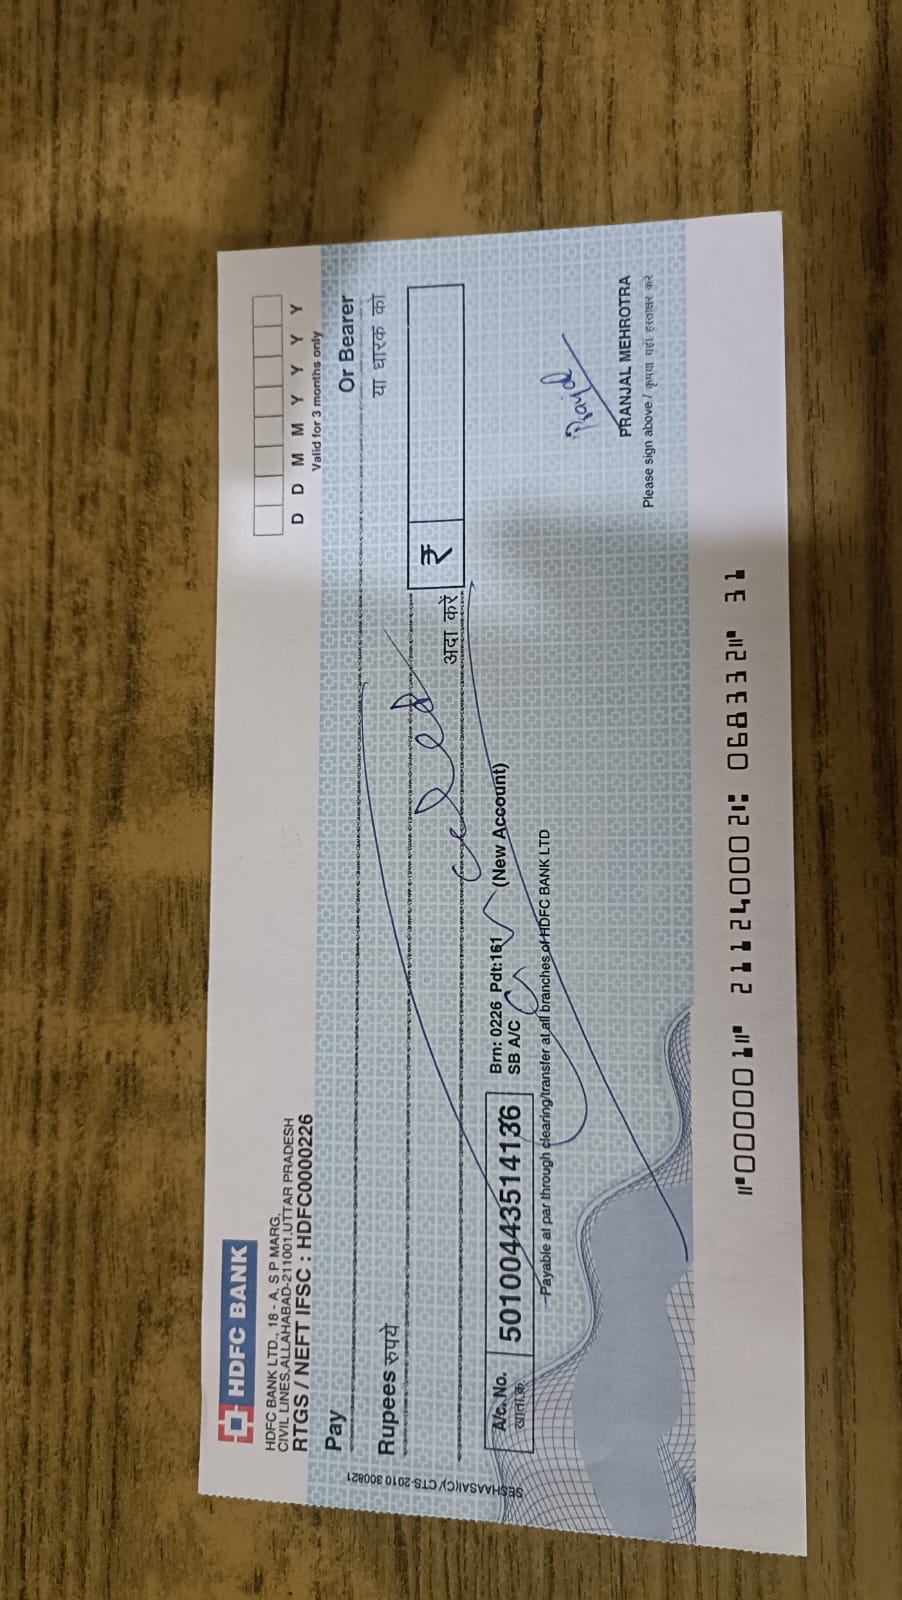 HDFC BANK
D D M M Y Y Y Y
Valid for 3 months only
HDFC BANK LTD., 18 - A, S P MARG,
CIVIL LINES,ALLAHABAD-211001,UTTAR PRADESH
RTGS / NEFT IFSC : HDFC0000226
Pay
Or Bearer
या धारक को
Rupees रुपये
अदा करें
₹
A/c. No.
खाता.क्र.
50100443514136
Brn: 0226 Pdt:161
SB A/C
(New Account)
Payable at par through clearing/transfer at all branches of HDFC BANK LTD
PRANJAL MEHROTRA
Please sign above / कृपया यहाँ हस्ताक्षर करें
SESHAASAI(C)/ CTS-2010 300821
⑈000001⑈ 211240002⑆ 068332⑈ 31